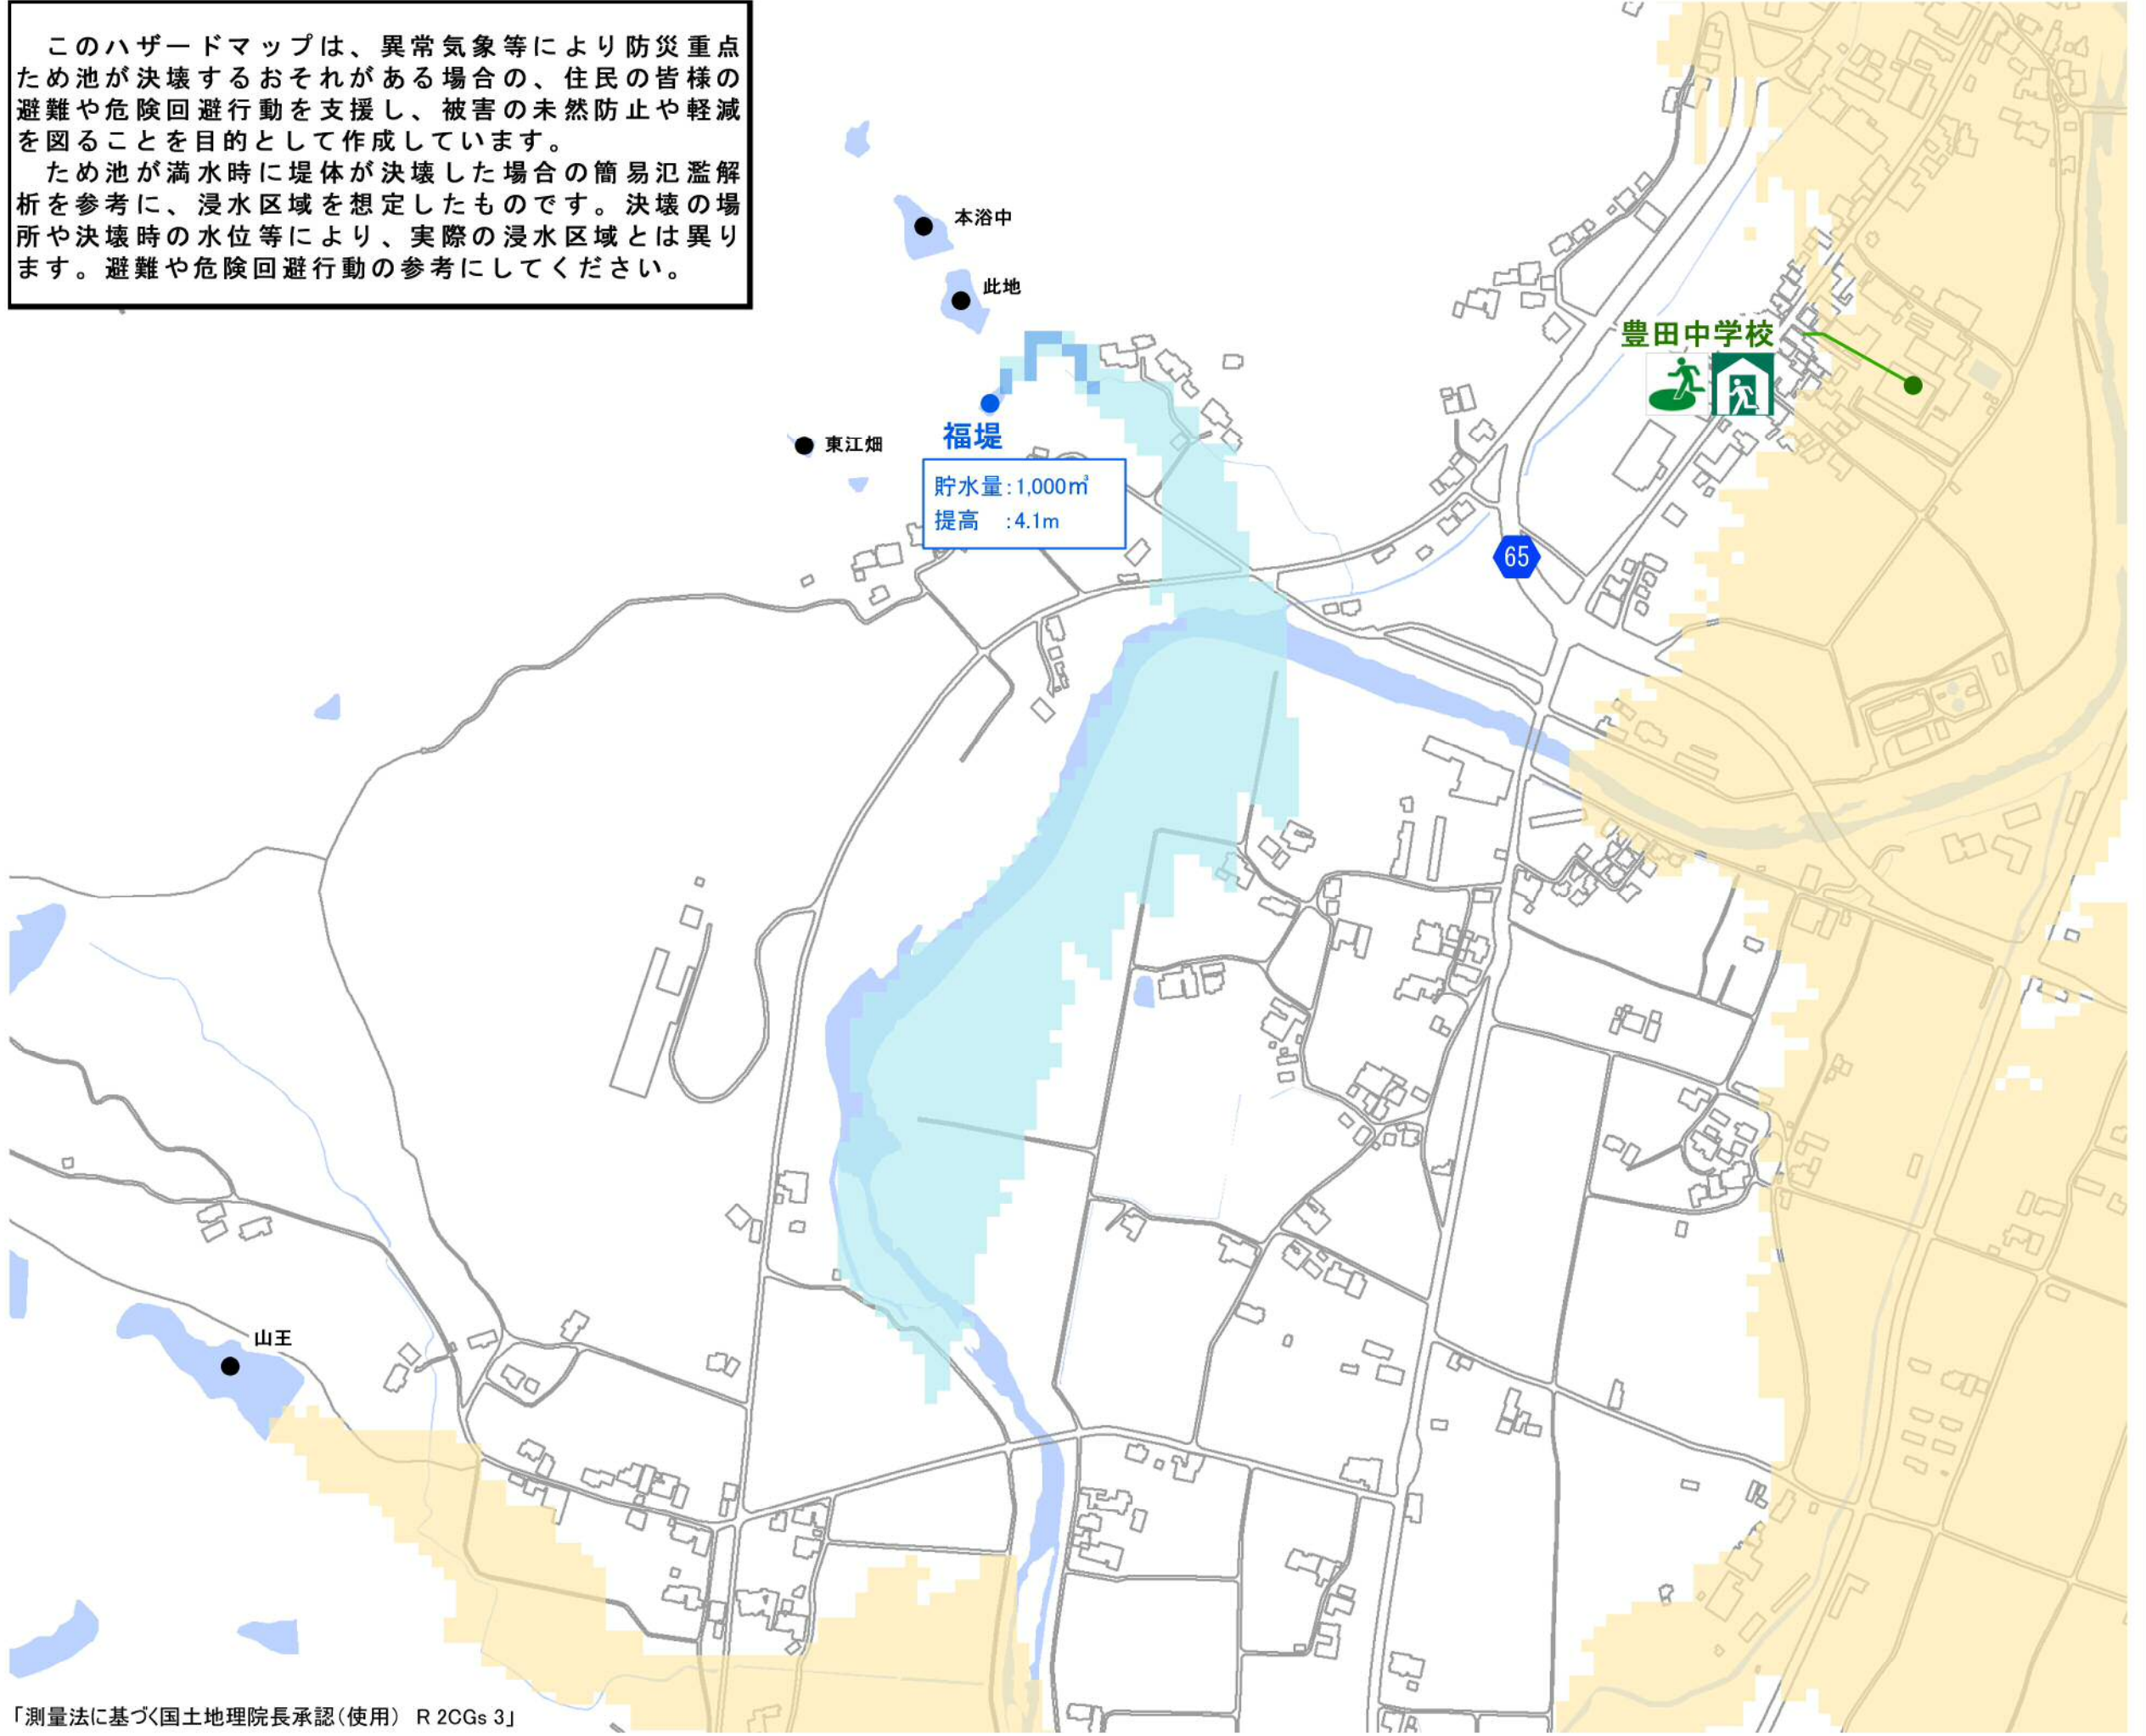 このハザードマップは、異常気象等により防災重点
ため池が決壊するおそれがある場合の、住民の皆様の
避難や危険回避行動を支援し、被害の未然防止や軽減
を図ることを目的として作成しています。
ため池が満水時に堤体が決壊した場合の簡易氾濫解
析を参考に、浸水区域を想定したものです。決壊の場
所や決壊時の水位等により、実際の浸水区域とは異り
ます。避難や危険回避行動の参考にしてください。
本浴中
此地
豊田中学校
東江畑
福堤
貯水量:1,000㎥
提高 :4.1m
65
山王
「測量法に基づく国土地理院長承認(使用) R 2CGs 3」